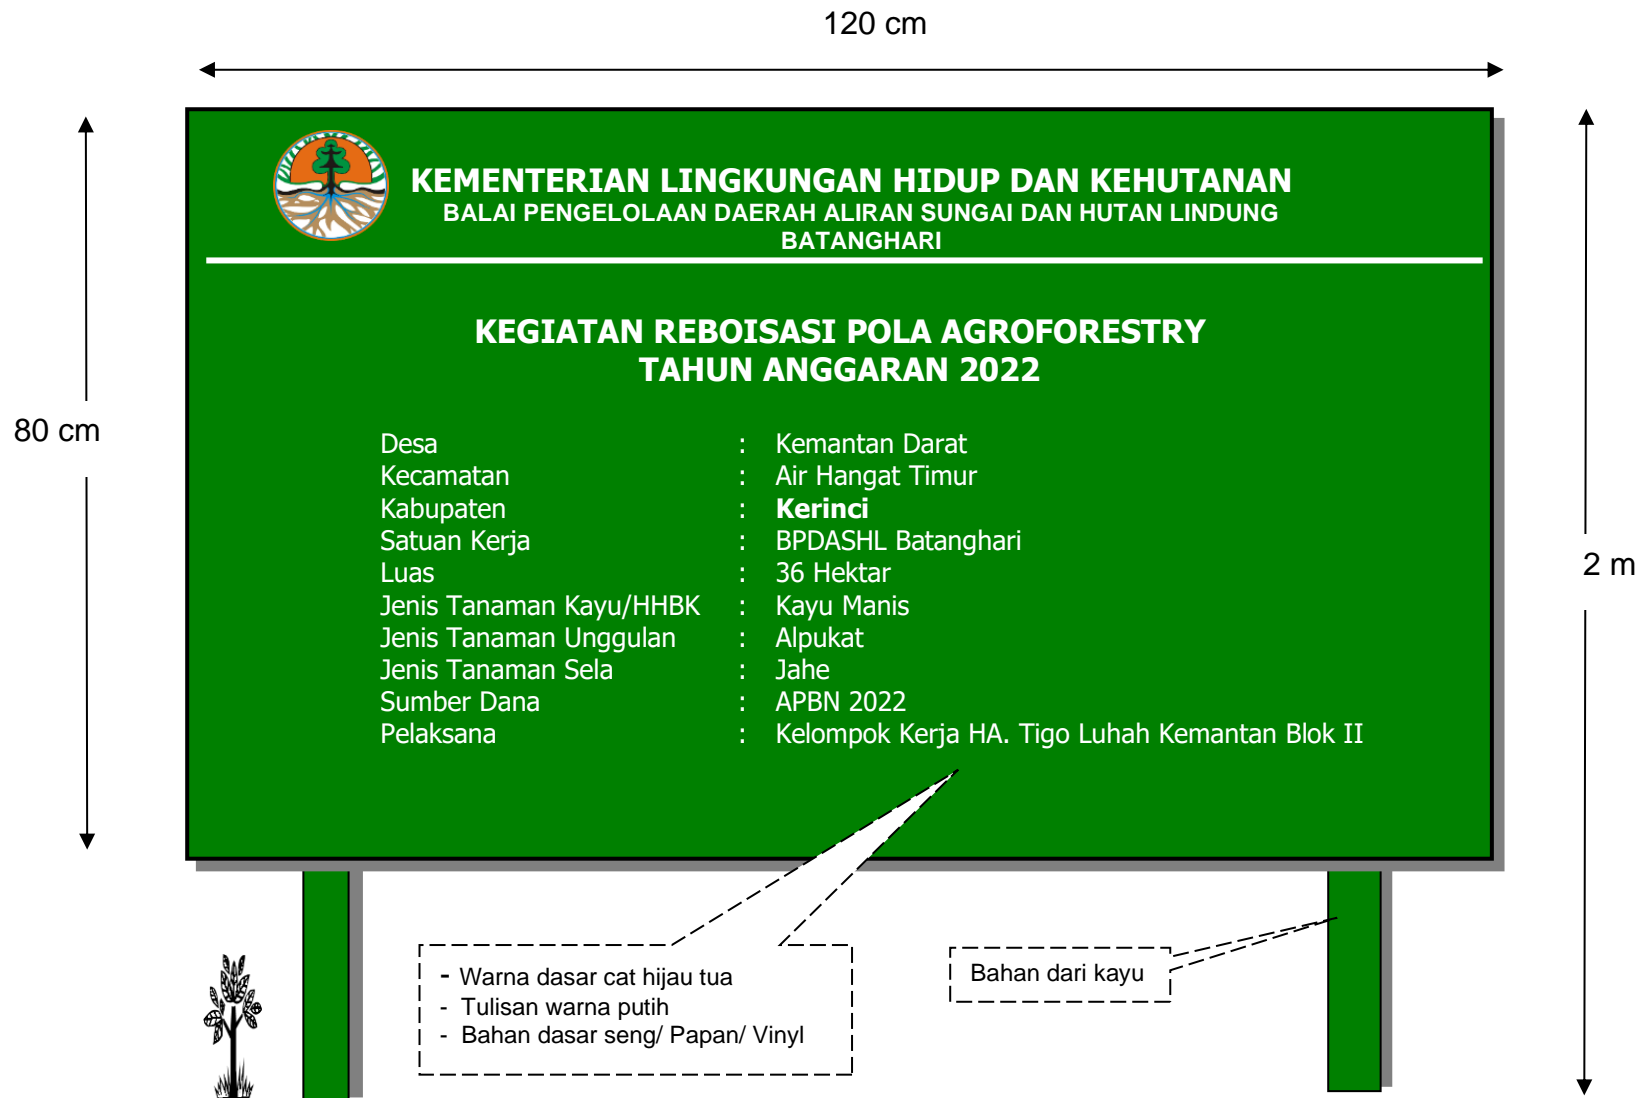 120 cm
KEMENTERIAN LINGKUNGAN HIDUP DAN KEHUTANAN
BALAI PENGELOLAAN DAERAH ALIRAN SUNGAI DAN HUTAN LINDUNG
BATANGHARI
KEGIATAN REBOISASI POLA AGROFORESTRY
TAHUN ANGGARAN 2022
80 cm
Desa : Kemantan Darat
Kecamatan : Air Hangat Timur
Kabupaten : Kerinci
Satuan Kerja : BPDASHL Batanghari
Luas : 36 Hektar
Jenis Tanaman Kayu/HHBK : Kayu Manis
Jenis Tanaman Unggulan : Alpukat
Jenis Tanaman Sela : Jahe
Sumber Dana : APBN 2022
Pelaksana : Kelompok Kerja HA. Tigo Luhah Kemantan Blok II
2 m
- Warna dasar cat hijau tua
- Tulisan warna putih
- Bahan dasar seng/ Papan/ Vinyl
Bahan dari kayu